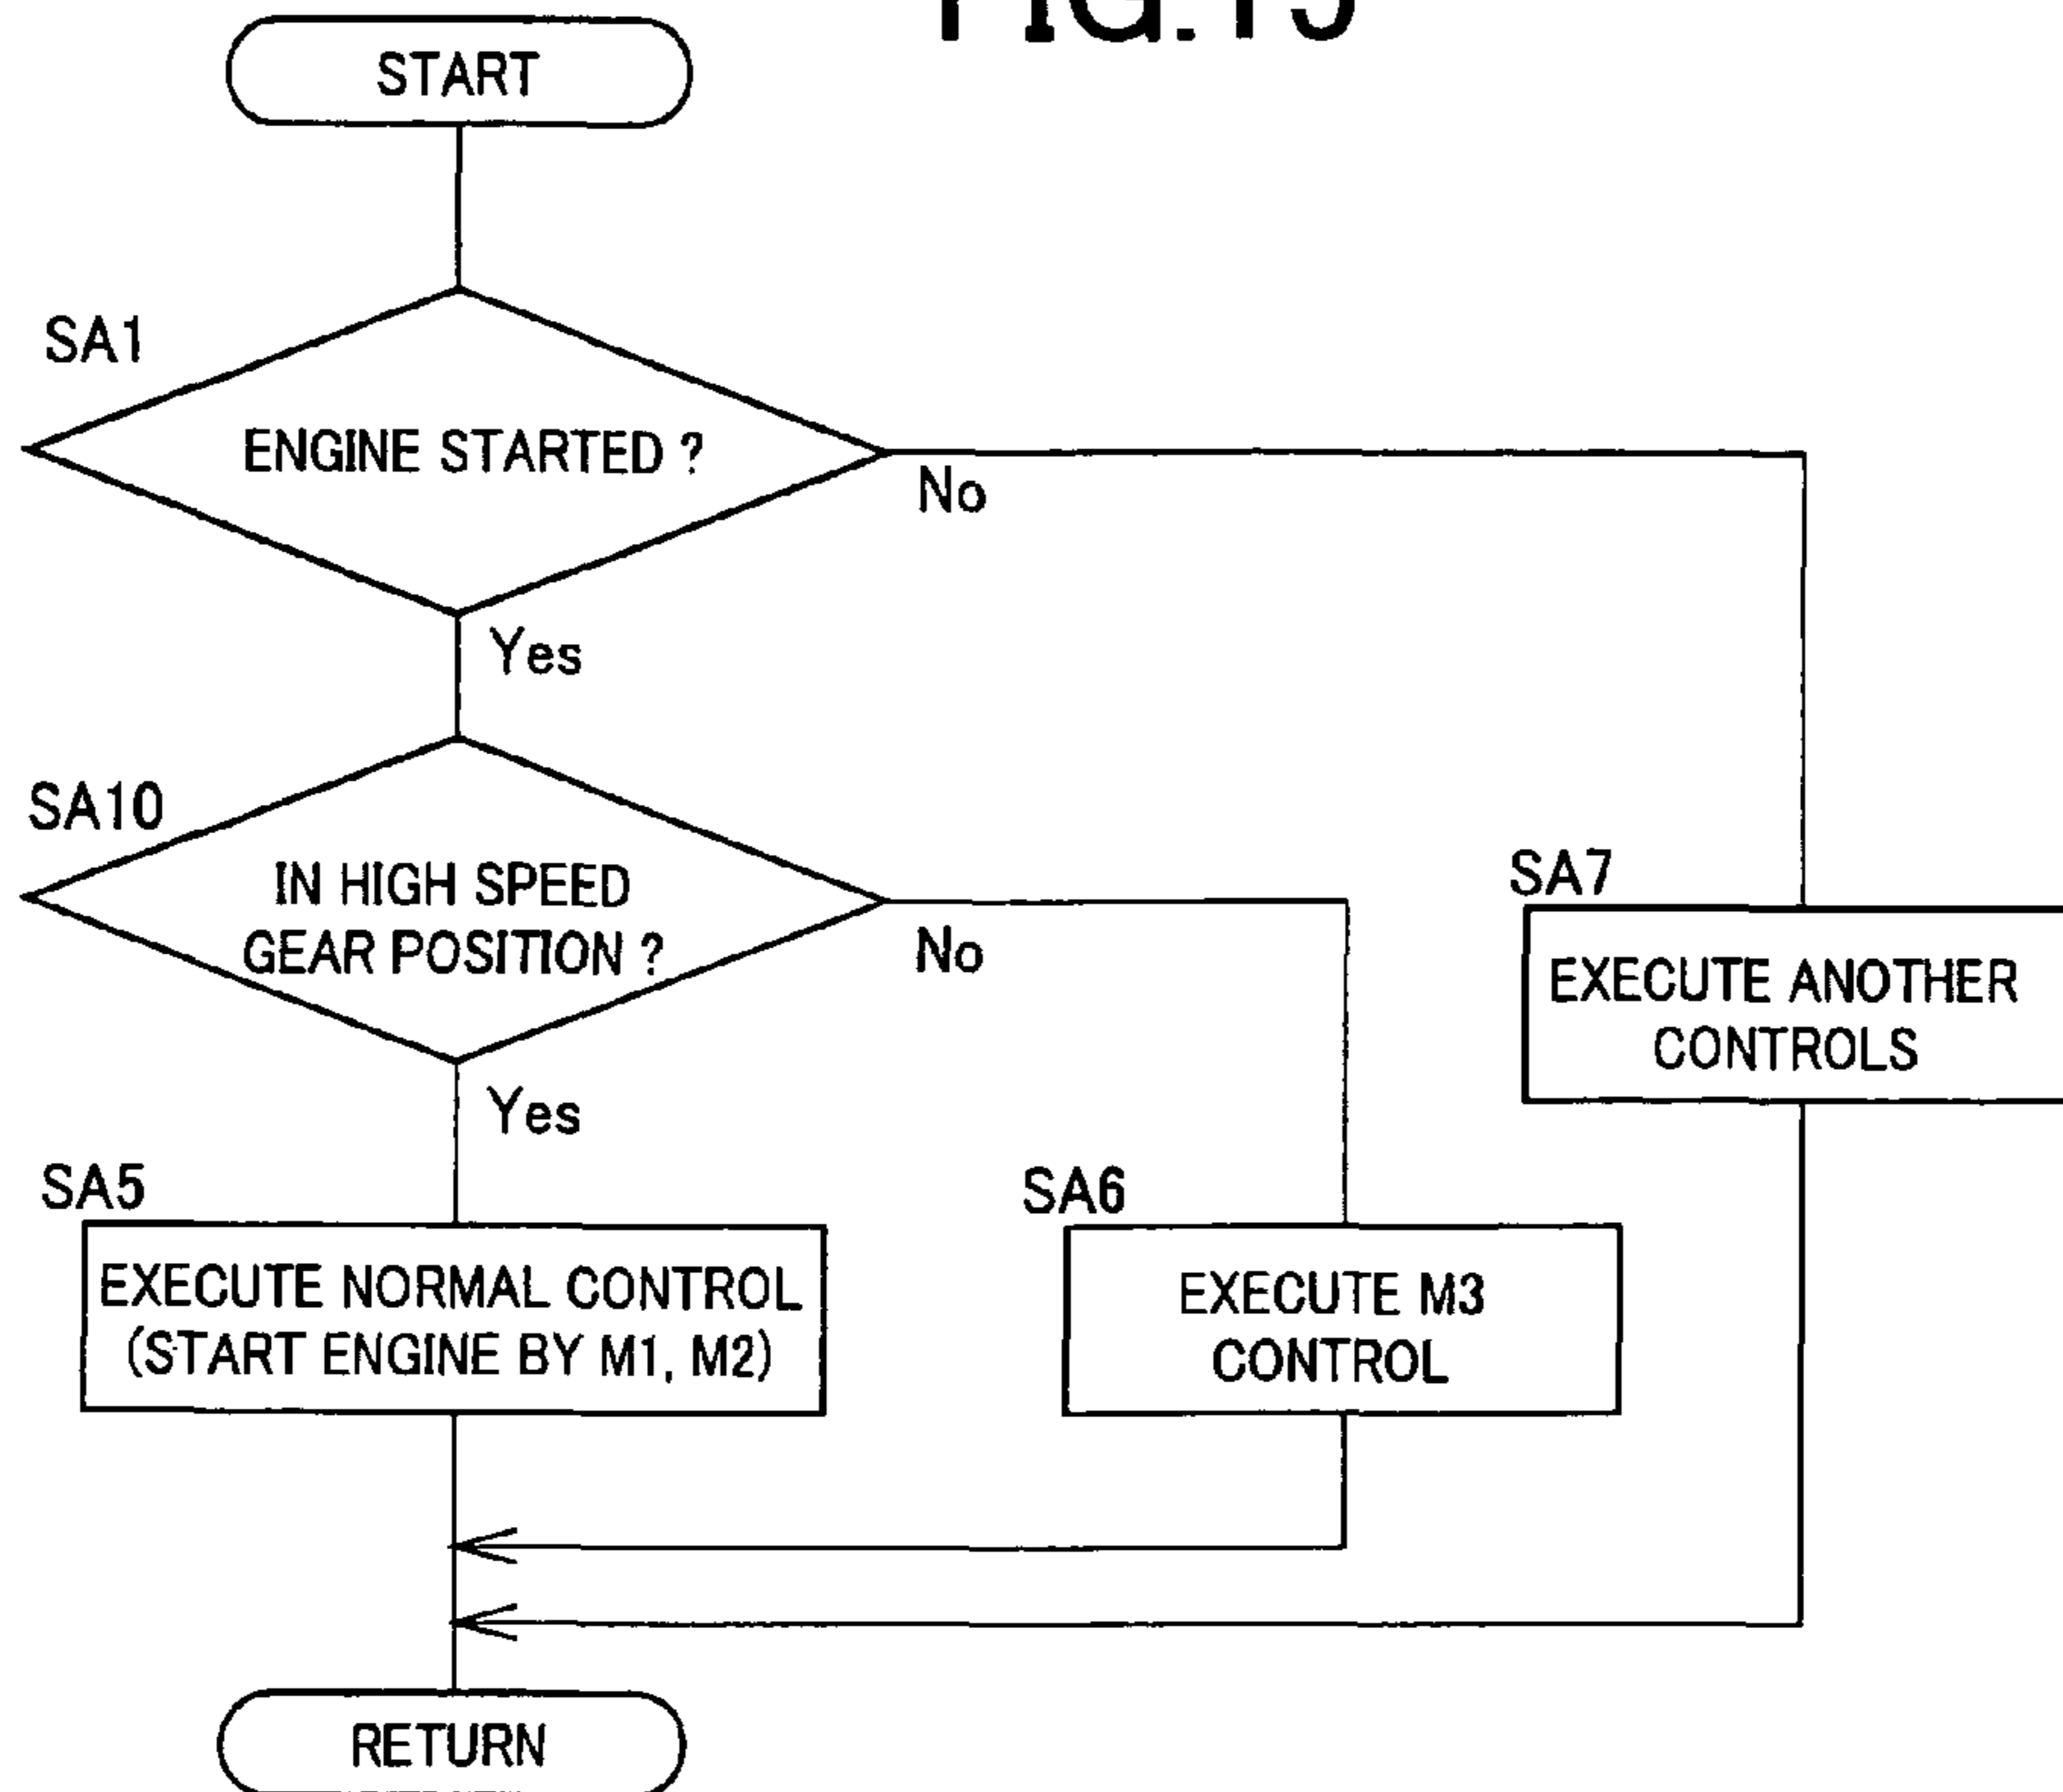 START
SA1
ENGINE STARTED ?
No
Yes
SA10
IN HIGH SPEED
GEAR POSITION ?
No
Yes
SA7
EXECUTE ANOTHER
CONTROLS
SA5
EXECUTE NORMAL CONTROL
(START ENGINE BY M1, M2)
SA6
EXECUTE M3
CONTROL
RETURN